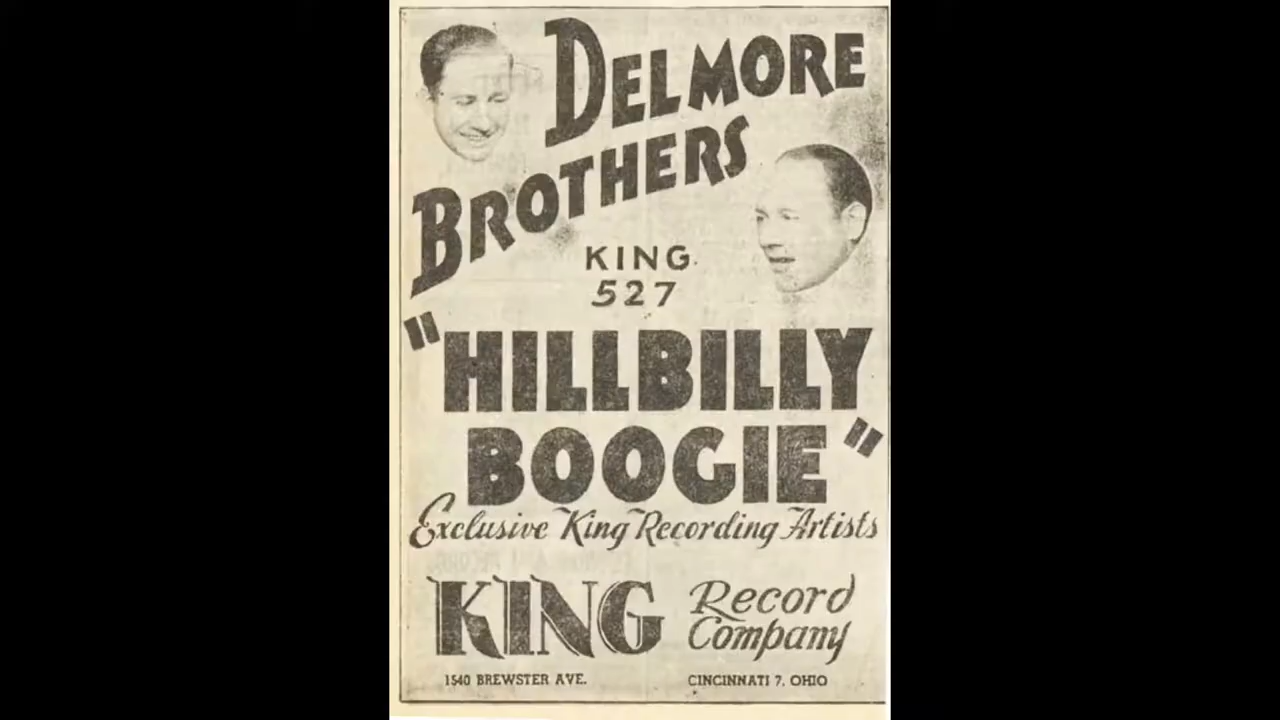 DELMORE
BROTHERS
KING
527
"HILLBILLY
BOOGIE"
Exclusive King Recording Artists
KING Record
Company
1540 BREWSTER AVE. CINCINNATI 7, OHIO